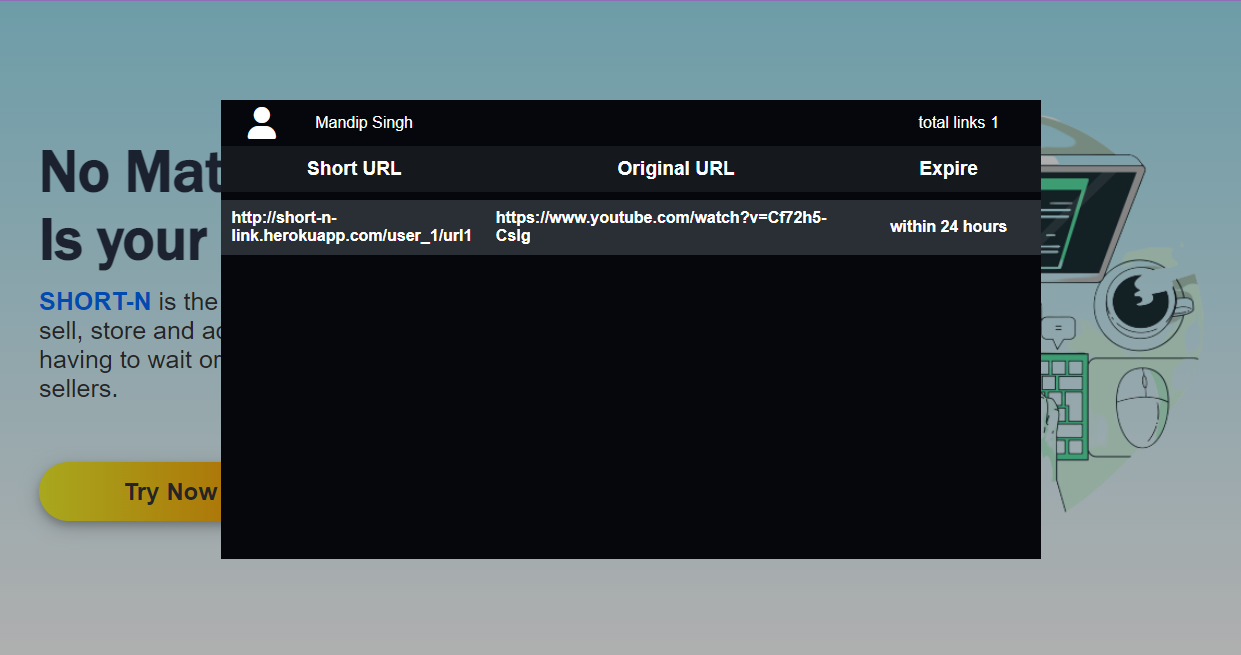 Mandip Singh
total links 1
Short URL
Original URL
Expire
http://short-n-
link.herokuapp.com/user_1/url1
https://www.youtube.com/watch?v=Cf72h5-
CsIg
within 24 hours
No Mat
Is your
SHORT-N is the
sell, store and ac
having to wait or
sellers.
Try Now
=